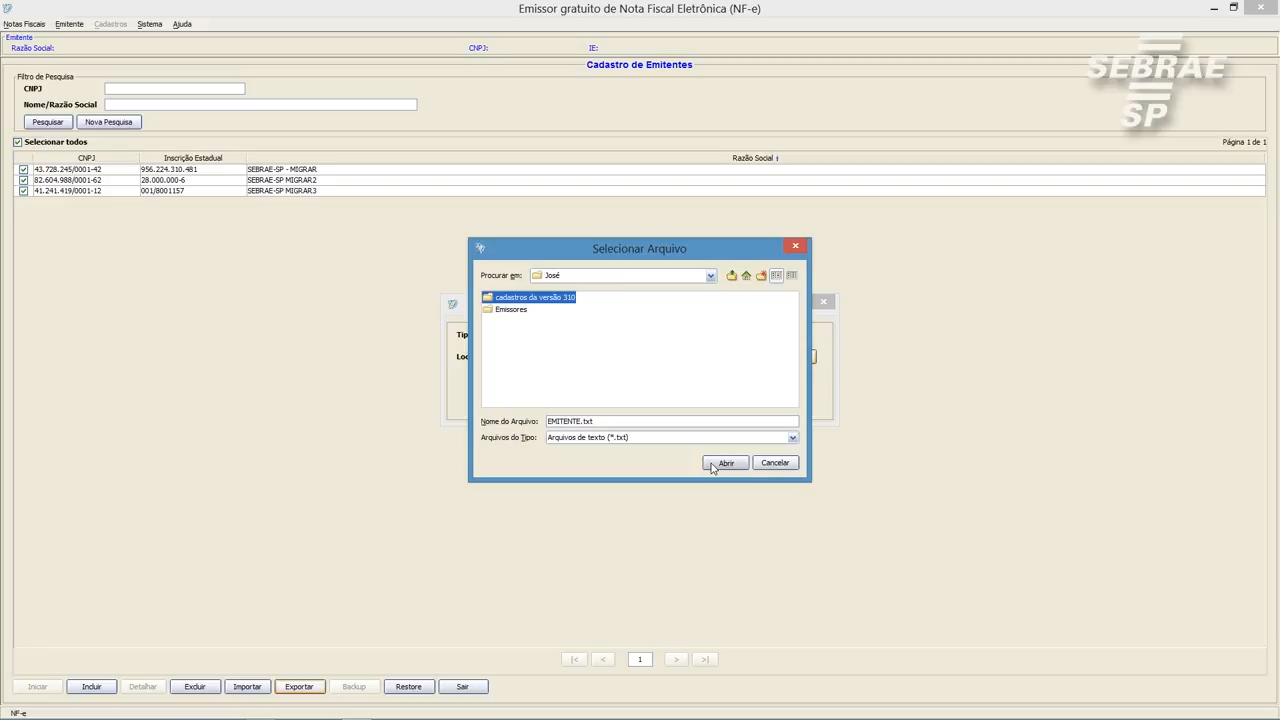 Emissor gratuito de Nota Fiscal Eletrônica (NF-e)
Notas Fiscais Emitente Cadastros Sistema Ajuda
Emitente
Razão Social: CNPJ: IE:
Cadastro de Emitentes
SEBRAE
SP
Filtro de Pesquisa
CNPJ
Nome/Razão Social
Pesquisar Nova Pesquisa
Selecionar todos Página 1 de 1
CNPJ Inscrição Estadual Razão Social
43.728.245/0001-42 956.224.310.481 SEBRAE-SP - MIGRAR
82.604.988/0001-62 28.000.000-6 SEBRAE-SP MIGRAR2
41.241.419/0001-12 001/8001157 SEBRAE-SP MIGRAR3
Selecionar Arquivo
Procurar em: José
cadastros da versão 310
Emissores
Tip
Loc
Nome do Arquivo: EMITENTE.txt
Arquivos do Tipo: Arquivos de texto (*.txt)
Abrir Cancelar
|< < 1 > >|
Iniciar Incluir Detalhar Excluir Importar Exportar Backup Restore Sair
NF-e